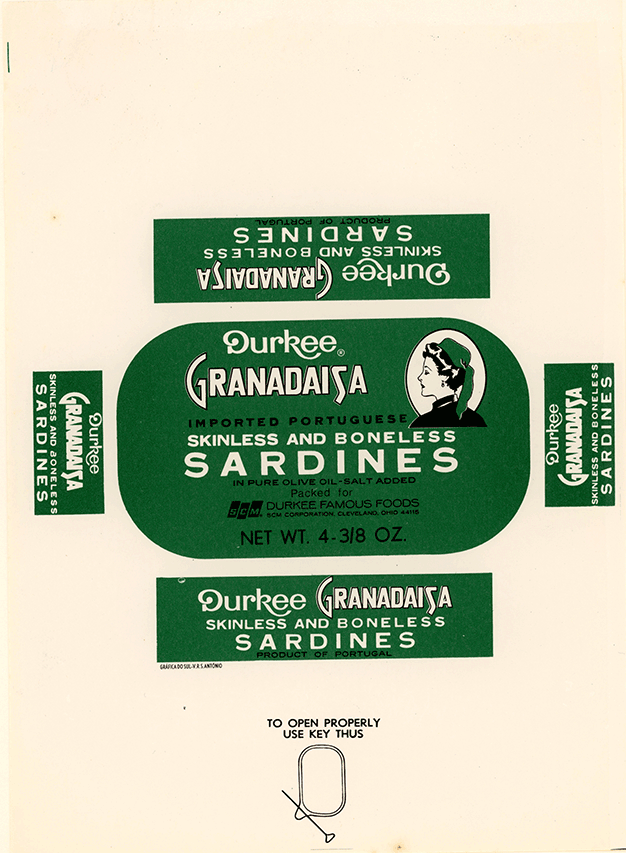 PRODUCT OF PORTUGAL
SARDINES
SKINLESS AND BONELESS
Durkee GRANADAISA
Durkee®
GRANADAISA
IMPORTED PORTUGUESE
SKINLESS AND BONELESS
SARDINES
IN PURE OLIVE OIL-SALT ADDED
Packed for
SCM® DURKEE FAMOUS FOODS
SCM CORPORATION, CLEVELAND, OHIO 44115
NET WT. 4-3/8 OZ.
Durkee
GRANADAISA
SKINLESS AND BONELESS
SARDINES
Durkee
GRANADAISA
SKINLESS AND BONELESS
SARDINES
Durkee GRANADAISA
SKINLESS AND BONELESS
SARDINES
PRODUCT OF PORTUGAL
GRÁFICA DO SUL-V.R.S.ANTÓNIO
TO OPEN PROPERLY
USE KEY THUS